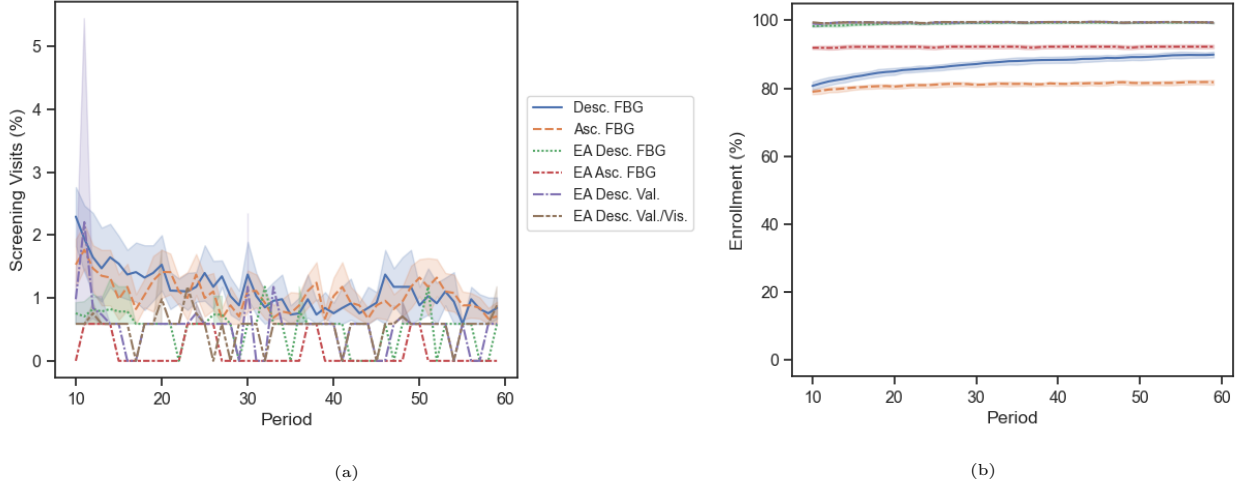 Screening Visits (%)
5
4
3
2
1
0
10
20
30
40
50
60
Period
Desc. FBG
Asc. FBG
EA Desc. FBG
EA Asc. FBG
EA Desc. Val.
EA Desc. Val./Vis.
Enrollment (%)
100
80
60
40
20
0
10
20
30
40
50
60
Period
(a)
(b)